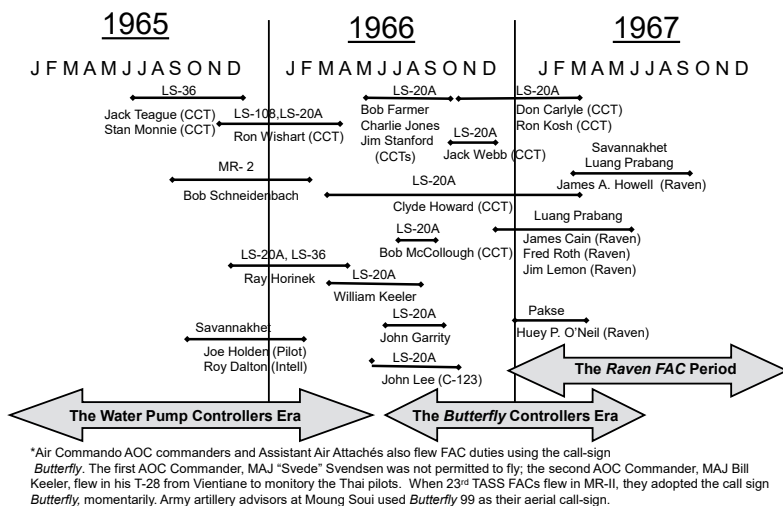 1965 1966 1967
J F M A M J J A S O N D J F M A M J J A S O N D J F M A M J J A S O N D
LS-36
Jack Teague (CCT)
Stan Monnie (CCT)
LS-108,LS-20A
Ron Wishart (CCT)
LS-20A
Bob Farmer
Charlie Jones
Jim Stanford
(CCTs)
LS-20A
Don Carlyle (CCT)
Ron Kosh (CCT)
LS-20A
Jack Webb (CCT)
Savannakhet
Luang Prabang
James A. Howell (Raven)
MR- 2
Bob Schneidenbach
LS-20A
Clyde Howard (CCT)
Luang Prabang
James Cain (Raven)
Fred Roth (Raven)
Jim Lemon (Raven)
LS-20A
Bob McCollough (CCT)
LS-20A, LS-36
Ray Horinek
LS-20A
William Keeler
Savannakhet
Joe Holden (Pilot)
Roy Dalton (Intell)
LS-20A
John Garrity
Pakse
Huey P. O'Neil (Raven)
LS-20A
John Lee (C-123)
The Raven FAC Period
The Water Pump Controllers Era
The Butterfly Controllers Era
*Air Commando AOC commanders and Assistant Air Attachés also flew FAC duties using the call-sign
Butterfly. The first AOC Commander, MAJ “Svede” Svendsen was not permitted to fly; the second AOC Commander, MAJ Bill
Keeler, flew in his T-28 from Vientiane to monitory the Thai pilots. When 23rd TASS FACs flew in MR-II, they adopted the call sign
Butterfly, momentarily. Army artillery advisors at Moung Soui used Butterfly 99 as their aerial call-sign.